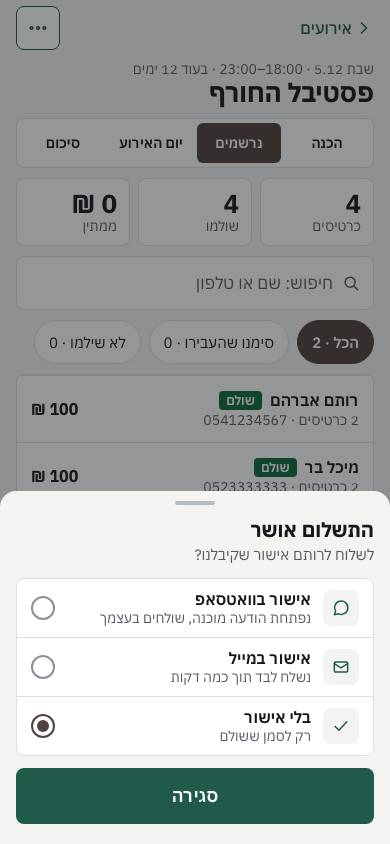 אירועים
שבת 5.12 · 18:00–23:00 · בעוד 12 ימים
פסטיבל החורף
הכנה נרשמים יום האירוע סיכום
4 4 0 ₪
כרטיסים שולמו ממתין
חיפוש: שם או טלפון
הכל · 2 סימנו שהעבירו · 0 לא שילמו · 0
רותם אברהם שולם 100 ₪
2 כרטיסים · 0541234567
מיכל בר שולם 100 ₪
2 כרטיסים · 0523333333
התשלום אושר
לשלוח לרותם אישור שקיבלנו?
אישור בוואטסאפ
נפתחת הודעה מוכנה, שולחים בעצמך
אישור במייל
נשלח לבד תוך כמה דקות
בלי אישור
רק לסמן ששולם
סגירה